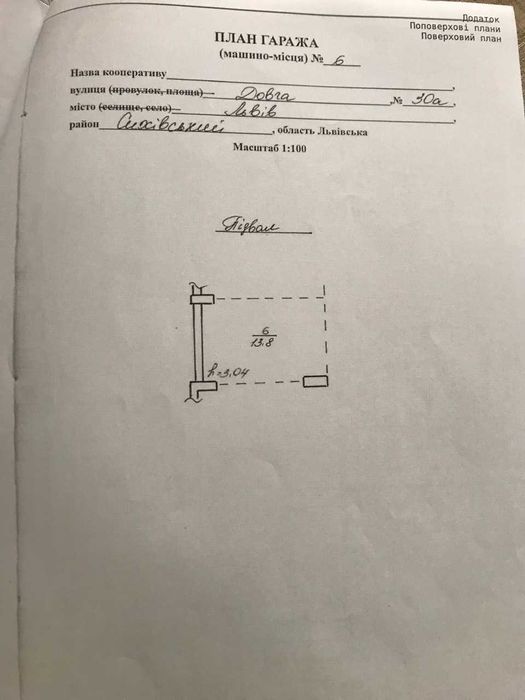 Додаток
Поповерхові плани
Поверховий план
ПЛАН ГАРАЖА
(машино-місця) № 6
Назва кооперативу
вулиця (провулок, площа) Довга, № 30а,
місто (селище, село) Львів,
район Сихівський, область Львівська
Масштаб 1:100
Підвал
6
13.8
h=3.04